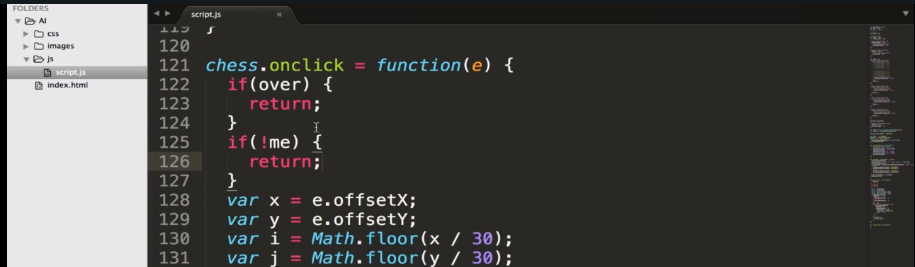 FOLDERS
AI
css
images
js
script.js
index.html
script.js ×
119 }
120
121 chess.onclick = function(e) {
122 if(over) {
123 return;
124 }
125 if(!me) {
126 return;
127 }
128 var x = e.offsetX;
129 var y = e.offsetY;
130 var i = Math.floor(x / 30);
131 var j = Math.floor(y / 30);